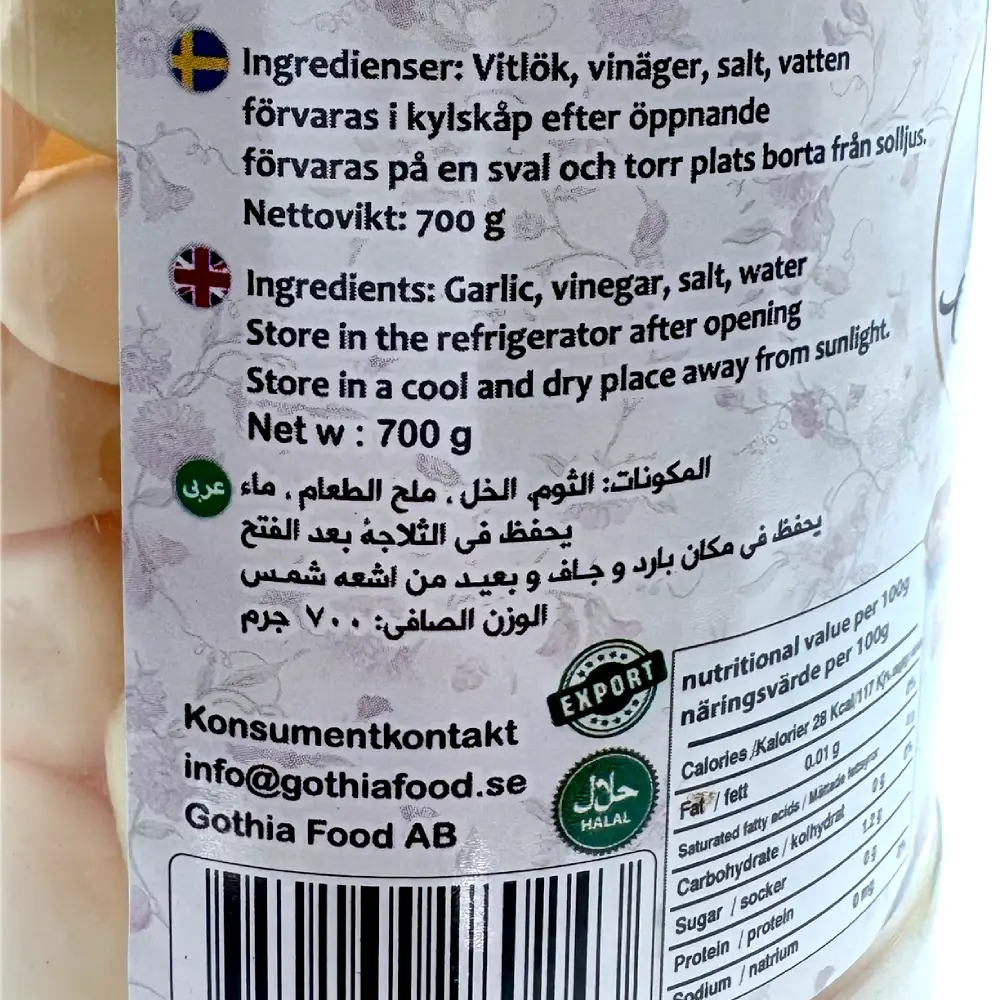 Ingredienser: Vitlök, vinäger, salt, vatten
förvaras i kylskåp efter öppnande
förvaras på en sval och torr plats borta från solljus.
Nettovikt: 700 g
Ingredients: Garlic, vinegar, salt, water
Store in the refrigerator after opening
Store in a cool and dry place away from sunlight.
Net w : 700 g
عربى
المكونات: الثوم، الخل ، ملح الطعام , ماء
يحفظ فى الثلاجة بعد الفتح
يحفظ فى مكان بارد و جاف و بعيد من اشعه شمس
الوزن الصافى: ٧٠٠ جرم
EXPORT
Konsumentkontakt
info@gothiafood.se
Gothia Food AB
حلال
HALAL
nutritional value per 100g
näringsvärde per 100g
Calories /Kalorier 28 Kcal/117 Kj
Fat / fett 0.01 g
Saturated fatty acids / Mättade
Carbohydrate / kolhydrat 0 g
Sugar / socker 1.2 g
Protein / protein 0 g
Sodium / natrium 0 mg